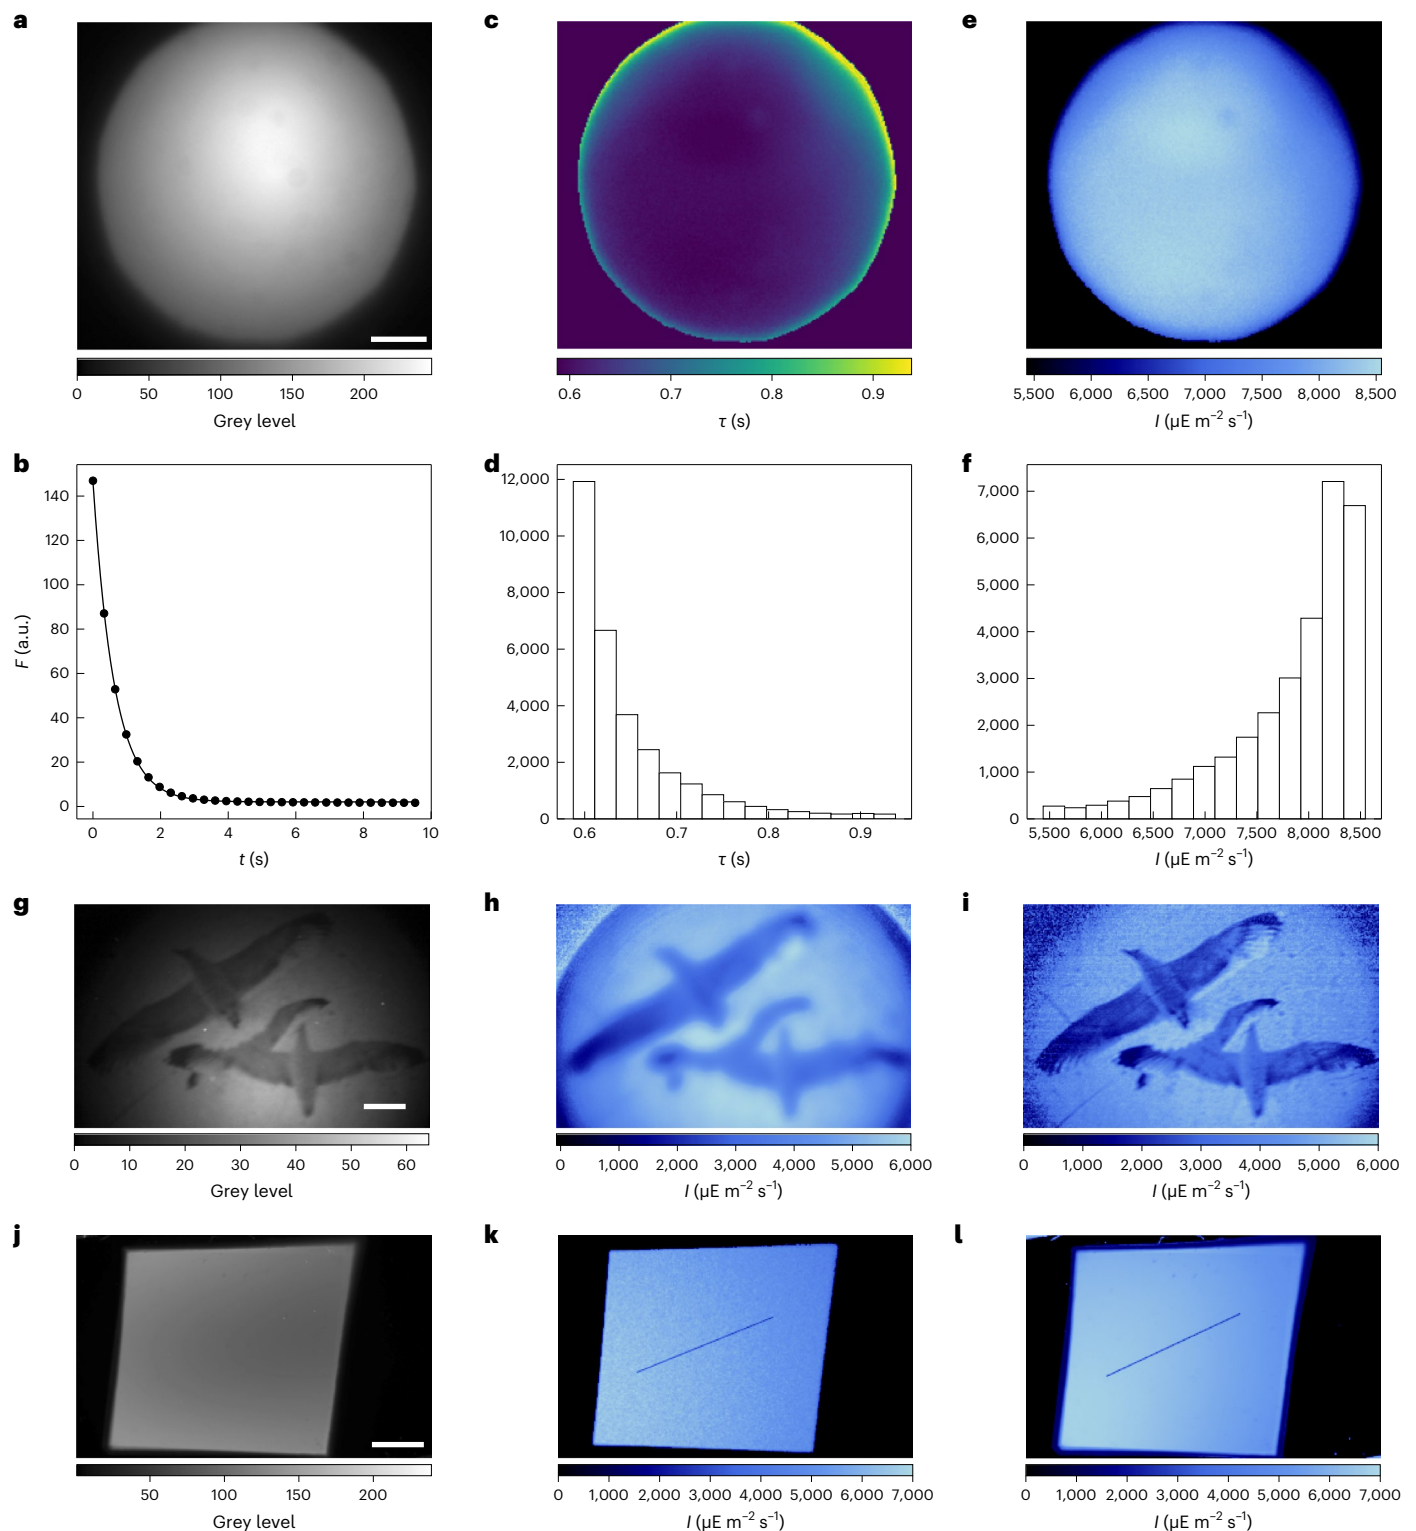 a
c
e
0 50 100 150 200
Grey level
0.6 0.7 0.8 0.9
τ (s)
5,500 6,000 6,500 7,000 7,500 8,000 8,500
I (µE m⁻² s⁻¹)
b
140
120
100
80
60
40
20
0
F (a.u.)
0 2 4 6 8 10
t (s)
d
12,000
10,000
8,000
6,000
4,000
2,000
0
0.6 0.7 0.8 0.9
τ (s)
f
7,000
6,000
5,000
4,000
3,000
2,000
1,000
0
5,500 6,000 6,500 7,000 7,500 8,000 8,500
I (µE m⁻² s⁻¹)
g
h
i
0 10 20 30 40 50 60
Grey level
0 1,000 2,000 3,000 4,000 5,000 6,000
I (µE m⁻² s⁻¹)
0 1,000 2,000 3,000 4,000 5,000 6,000
I (µE m⁻² s⁻¹)
j
k
l
50 100 150 200
Grey level
0 1,000 2,000 3,000 4,000 5,000 6,000 7,000
I (µE m⁻² s⁻¹)
0 1,000 2,000 3,000 4,000 5,000 6,000 7,000
I (µE m⁻² s⁻¹)